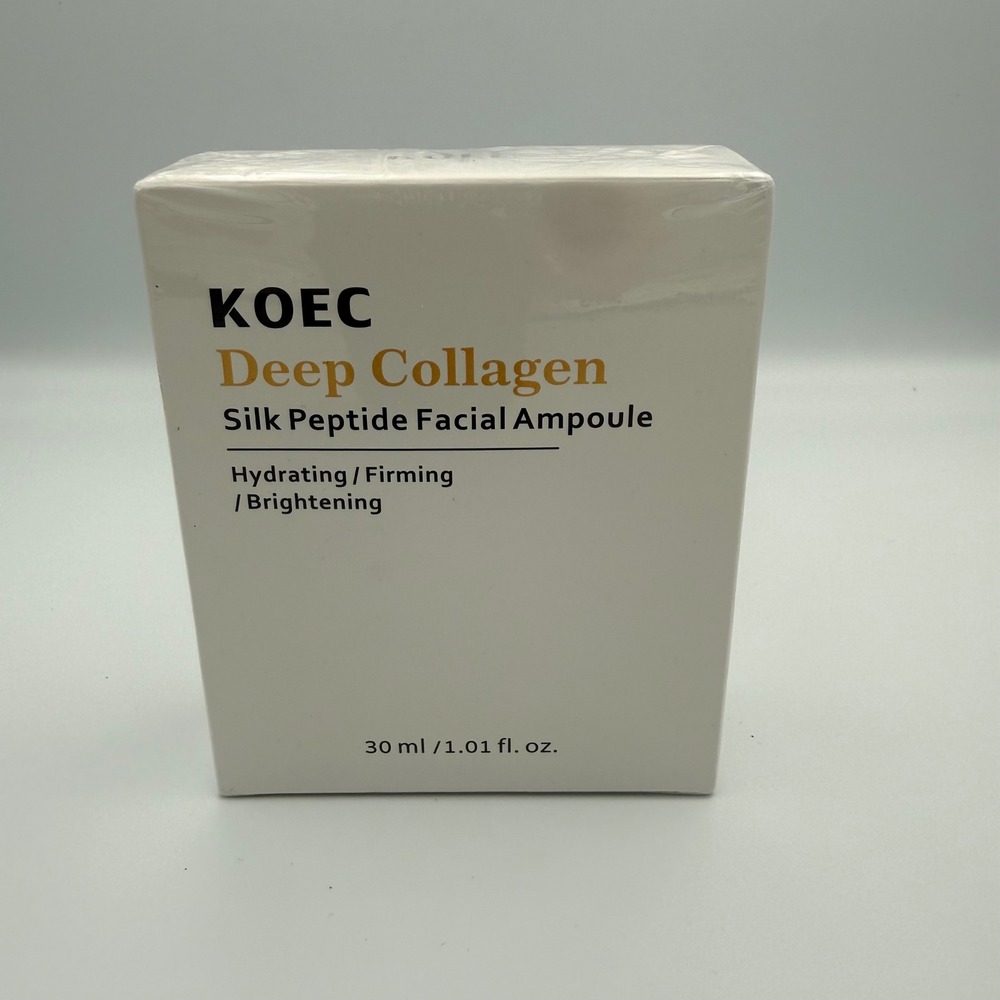 KOEC
Deep Collagen
Silk Peptide Facial Ampoule
Hydrating / Firming
/ Brightening
30 ml / 1.01 fl. oz.